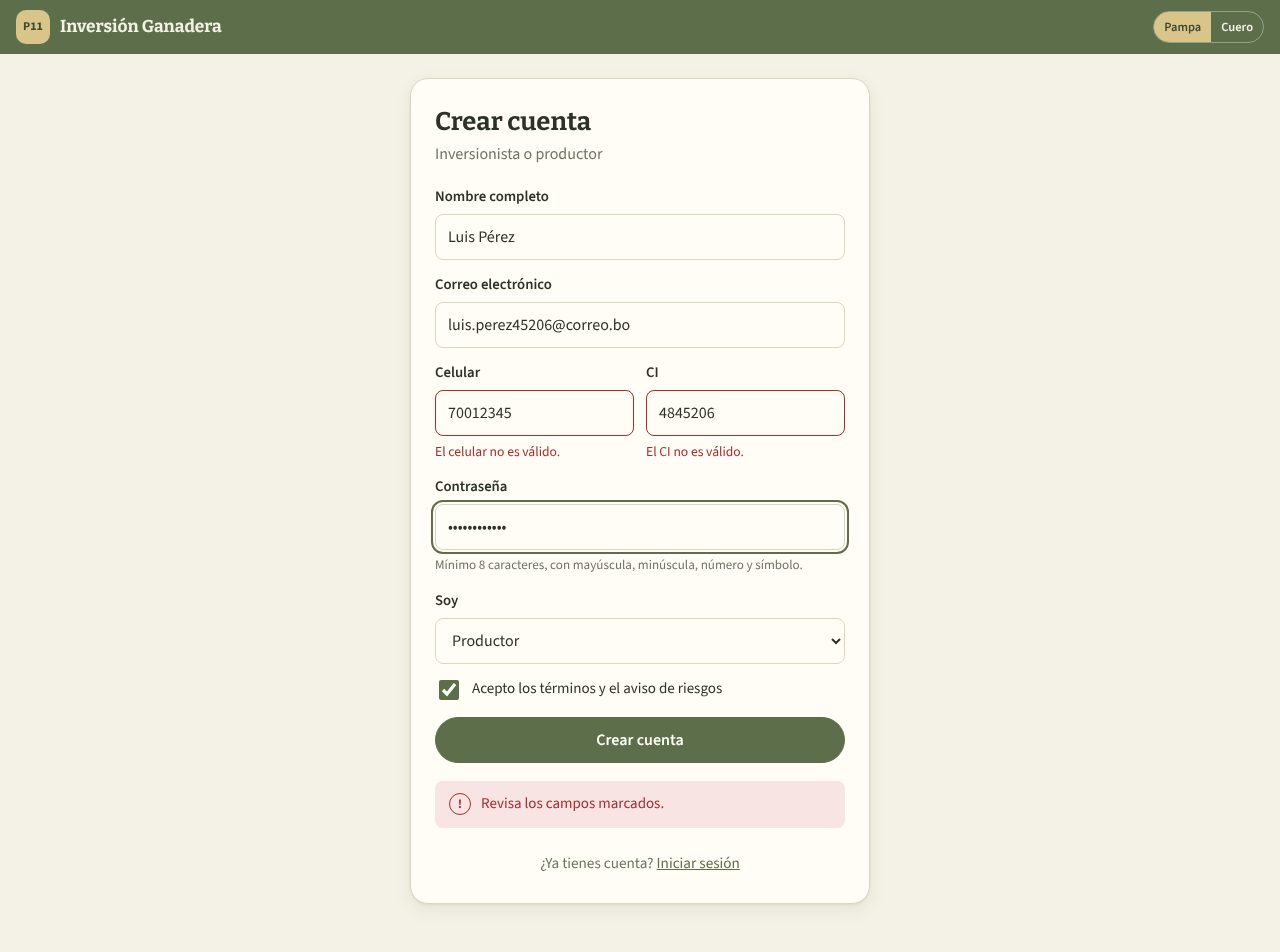 P11
Inversión Ganadera
Pampa
Cuero
Crear cuenta
Inversionista o productor
Nombre completo
Luis Pérez
Correo electrónico
luis.perez45206@correo.bo
Celular
CI
70012345
4845206
El celular no es válido.
El CI no es válido.
Contraseña
••••••••••••
Mínimo 8 caracteres, con mayúscula, minúscula, número y símbolo.
Soy
Productor
Acepto los términos y el aviso de riesgos
Crear cuenta
! Revisa los campos marcados.
¿Ya tienes cuenta? Iniciar sesión